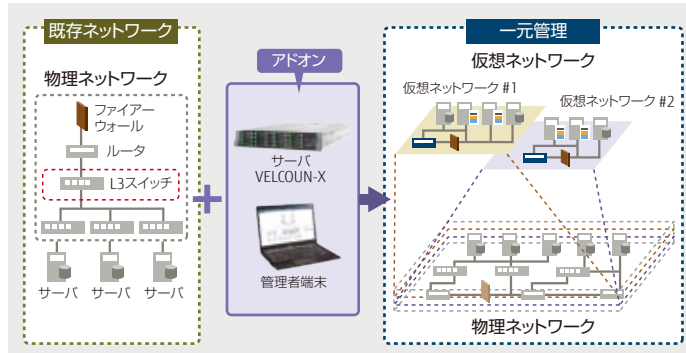 既存ネットワーク
物理ネットワーク
ファイアー
ウォール
ルータ
L3スイッチ
サーバ
サーバ
サーバ
アドオン
サーバ
VELCOUN-X
管理者端末
一元管理
仮想ネットワーク
仮想ネットワーク #1
仮想ネットワーク #2
物理ネットワーク